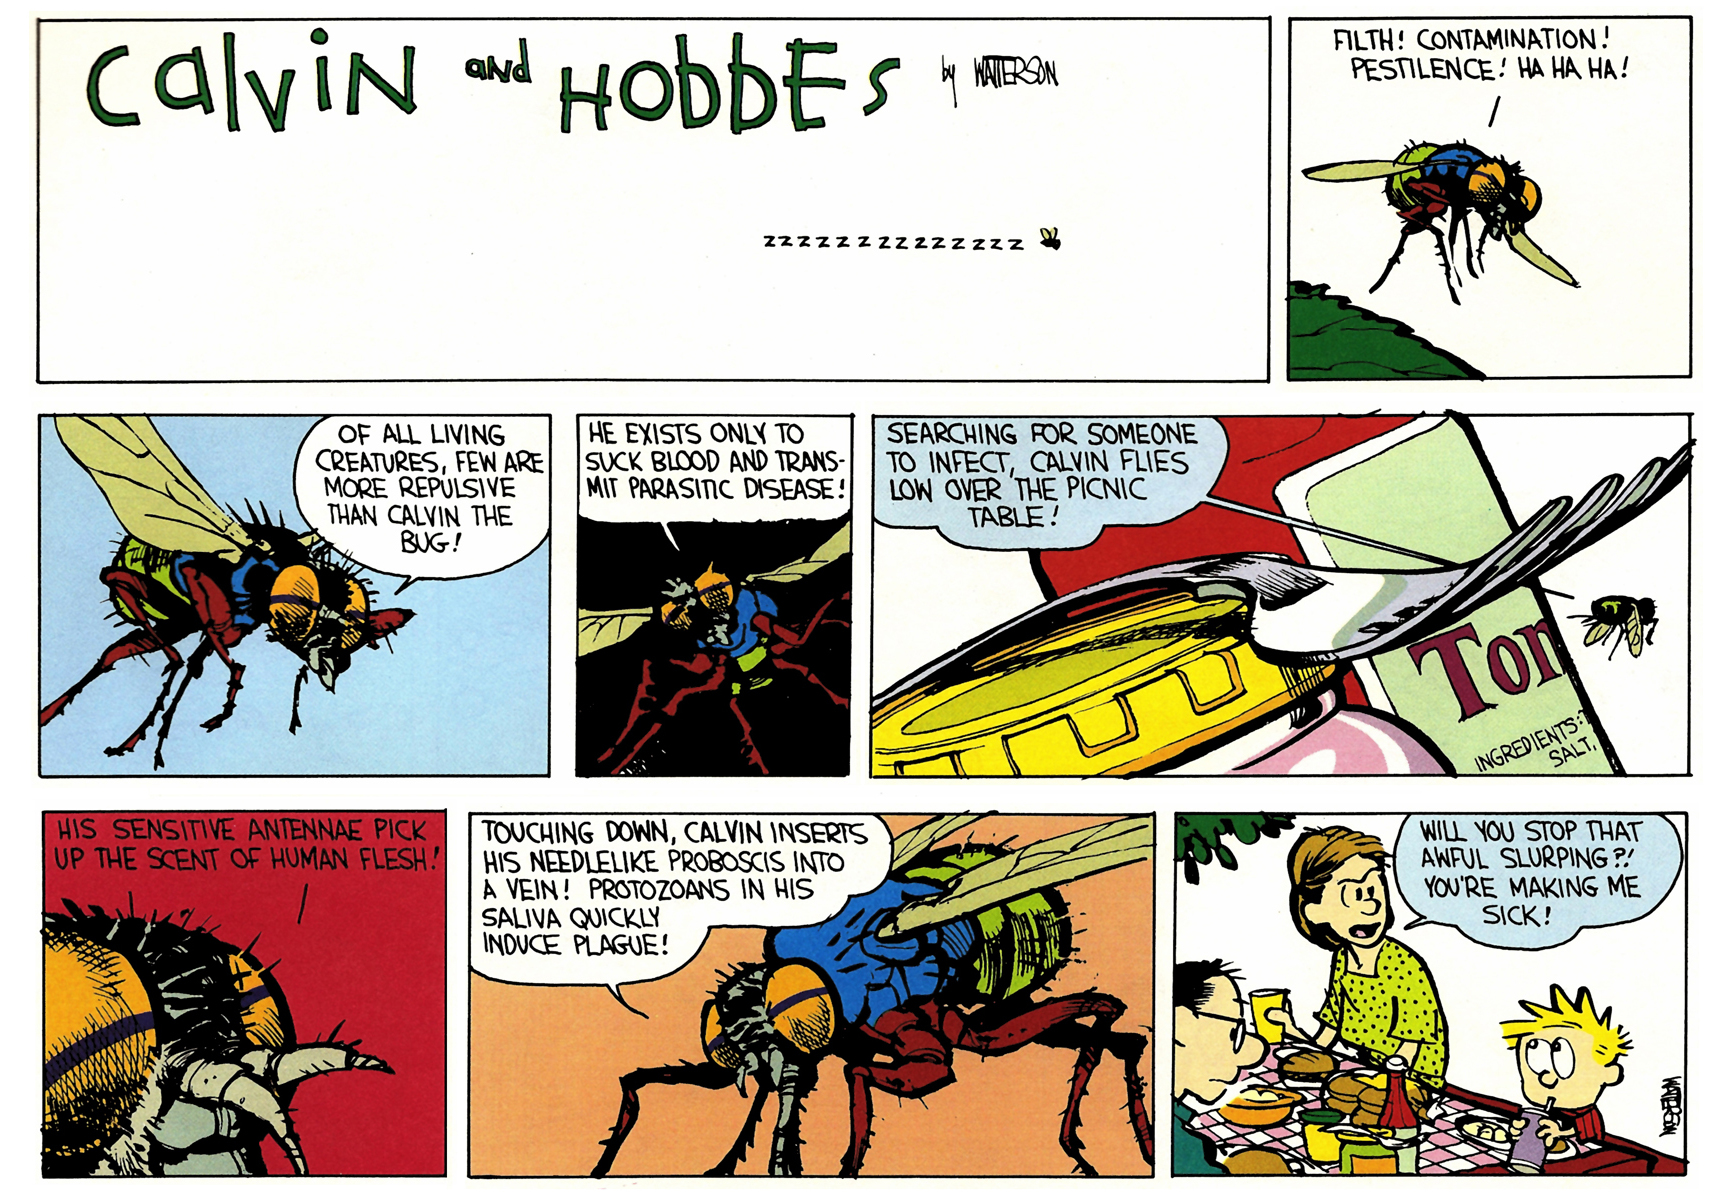 CALVIN AND HOBBES by WATTERSON
ZZZZZZZZZZZZZZZ
FILTH! CONTAMINATION!
PESTILENCE! HA HA HA!
OF ALL LIVING
CREATURES, FEW ARE
MORE REPULSIVE
THAN CALVIN THE
BUG!
HE EXISTS ONLY TO
SUCK BLOOD AND TRANS-
MIT PARASITIC DISEASE!
SEARCHING FOR SOMEONE
TO INFECT, CALVIN FLIES
LOW OVER THE PICNIC
TABLE!
TOM
INGREDIENTS:
SALT,
HIS SENSITIVE ANTENNAE PICK
UP THE SCENT OF HUMAN FLESH!
TOUCHING DOWN, CALVIN INSERTS
HIS NEEDLELIKE PROBOSCIS INTO
A VEIN! PROTOZOANS IN HIS
SALIVA QUICKLY
INDUCE PLAGUE!
WILL YOU STOP THAT
AWFUL SLURPING?!
YOU'RE MAKING ME
SICK!
WATTERSON